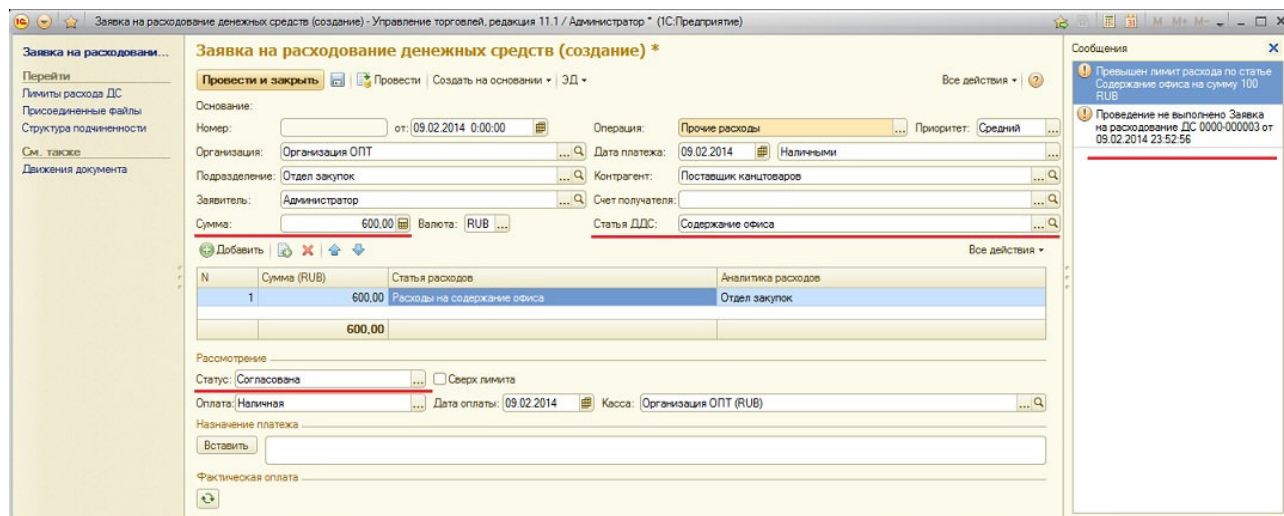 Заявка на расходование денежных средств (создание) - Управление торговлей, редакция 11.1 / Администратор * (1С:Предприятие)
M M+ M-
Заявка на расходовани...
Перейти
Лимиты расхода ДС
Присоединенные файлы
Структура подчиненности
См. также
Движения документа
Заявка на расходование денежных средств (создание) *
Провести и закрыть Провести Создать на основании ЭД Все действия
Основание:
Номер: от: 09.02.2014 0:00:00 Операция: Прочие расходы ... Приоритет: Средний ...
Организация: Организация ОПТ ... Дата платежа: 09.02.2014 Наличными ...
Подразделение: Отдел закупок ... Контрагент: Поставщик канцтоваров ...
Заявитель: Администратор ... Счет получателя: ...
Сумма: 600,00 Валюта: RUB ... Статья ДДС: Содержание офиса ...
Добавить Все действия
N Сумма (RUB) Статья расходов Аналитика расходов
1 600,00 Расходы на содержание офиса Отдел закупок
600,00
Рассмотрение
Статус: Согласована ... Сверх лимита
Оплата: Наличная ... Дата оплаты: 09.02.2014 Касса: Организация ОПТ (RUB) ...
Назначение платежа
Вставить
Фактическая оплата
Сообщения
Превышен лимит расхода по статье
Содержание офиса на сумму 100
RUB
Проведение не выполнено Заявка
на расходование ДС 0000-000003 от
09.02.2014 23:52:56